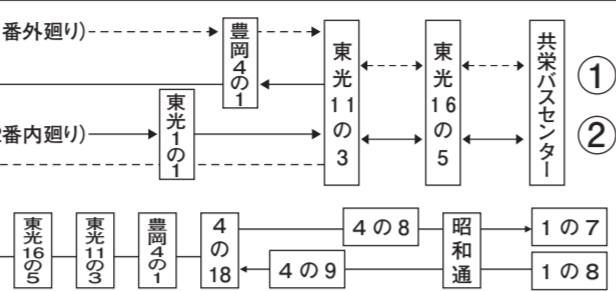 番外廻り)
豊岡4の1
東光11の3
東光16の5
共栄バスセンター
①
②
番内廻り)
東光1の1
東光16の5
東光11の3
豊岡4の1
4の18
4の8
4の9
昭和通
1の7
1の8